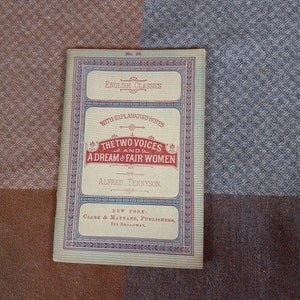 No. 36.
ENGLISH CLASSICS
WITH EXPLANATORY NOTES
THE TWO VOICES
AND
A DREAM OF FAIR WOMEN
BY
ALFRED TENNYSON.
NEW YORK:
CLARK & MAYNARD, PUBLISHERS,
734 BROADWAY.